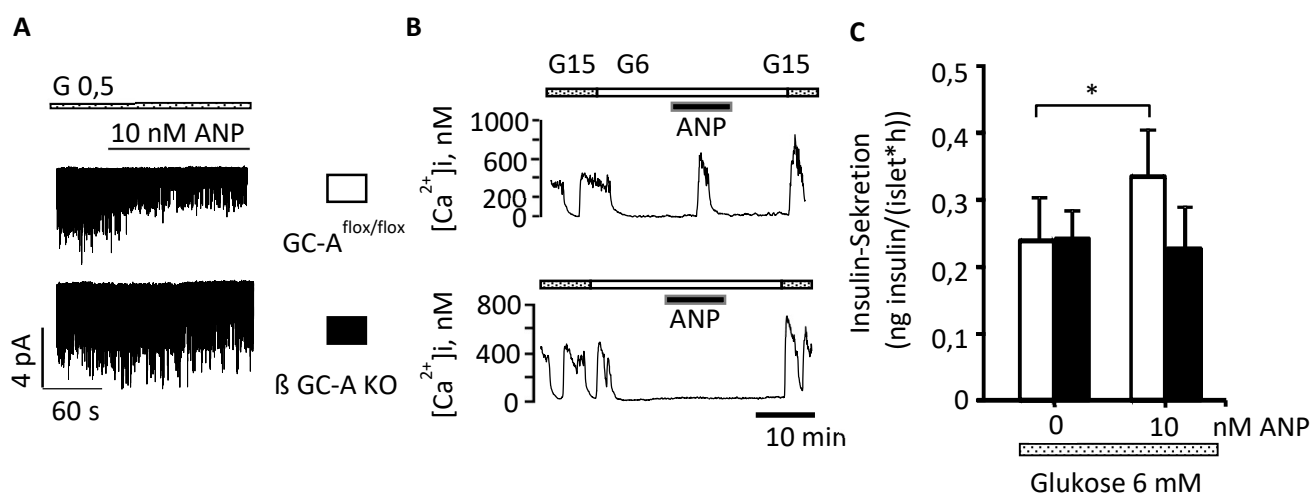 A
G 0,5
10 nM ANP
GC-A flox/flox
ß GC-A KO
4 pA
60 s
B
G15 G6 G15
ANP
[Ca 2+]i, nM
1000
800
600
400
200
0
ANP
[Ca 2+]i, nM
800
400
0
10 min
C
Insulin-Sekretion
(ng insulin/(islet*h))
0,5
0,4
0,3
0,2
0,1
0
*
0 10 nM ANP
Glukose 6 mM